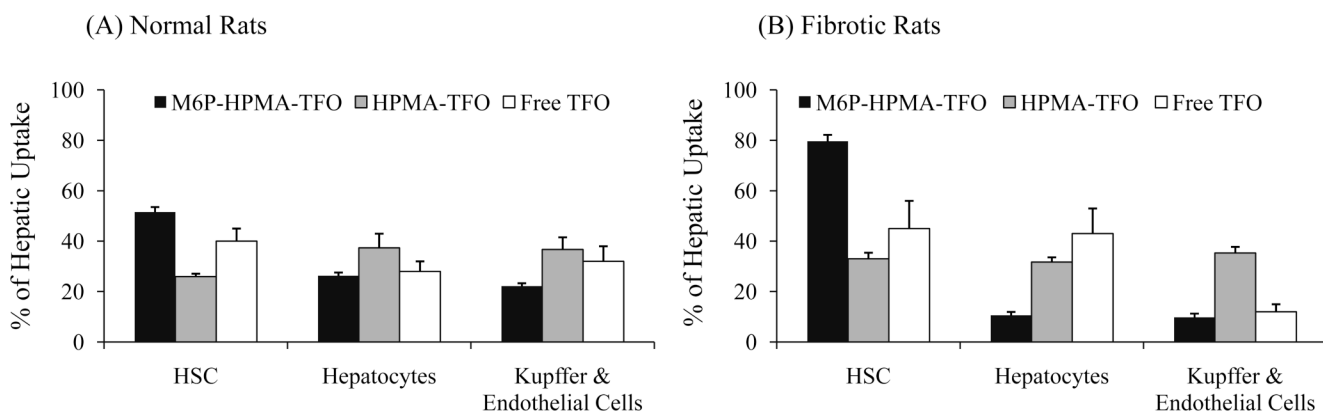 (A) Normal Rats
% of Hepatic Uptake
100
80
60
40
20
0
M6P-HPMA-TFO HPMA-TFO Free TFO
HSC
Hepatocytes
Kupffer &
Endothelial Cells
(B) Fibrotic Rats
% of Hepatic Uptake
100
80
60
40
20
0
M6P-HPMA-TFO HPMA-TFO Free TFO
HSC
Hepatocytes
Kupffer &
Endothelial Cells